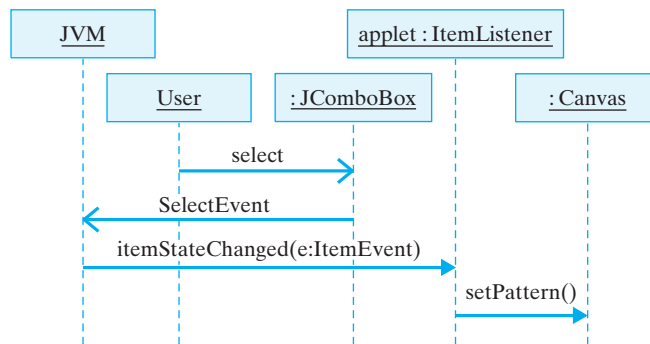 JVM
applet : ItemListener
User
: JComboBox
: Canvas
select
SelectEvent
itemStateChanged(e:ItemEvent)
setPattern()